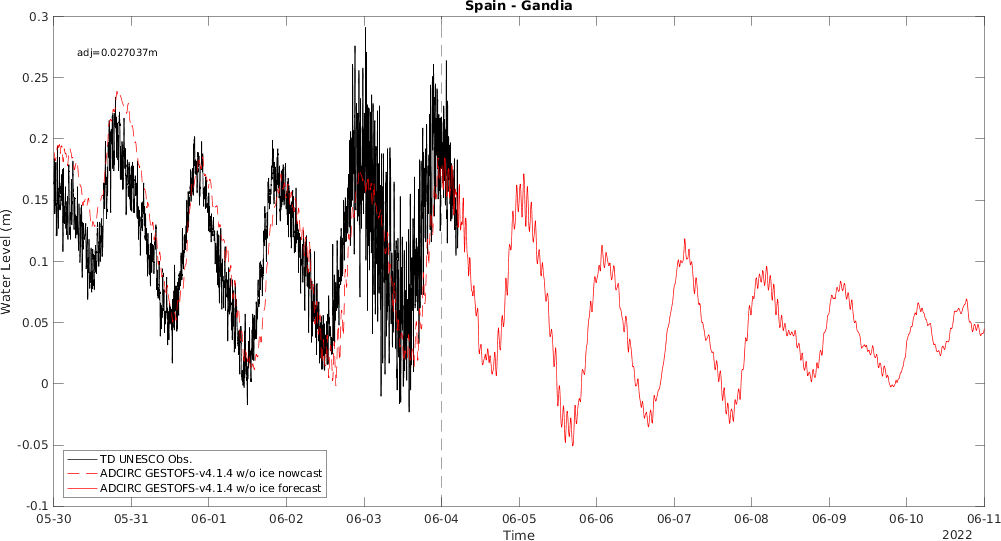 Spain - Gandia
adj=0.027037m
0.3
0.25
0.2
0.15
0.1
0.05
0
-0.05
-0.1
Water Level (m)
TD UNESCO Obs.
ADCIRC GESTOFS-v4.1.4 w/o ice nowcast
ADCIRC GESTOFS-v4.1.4 w/o ice forecast
05-30 05-31 06-01 06-02 06-03 06-04 06-05 06-06 06-07 06-08 06-09 06-10 06-11
Time
2022